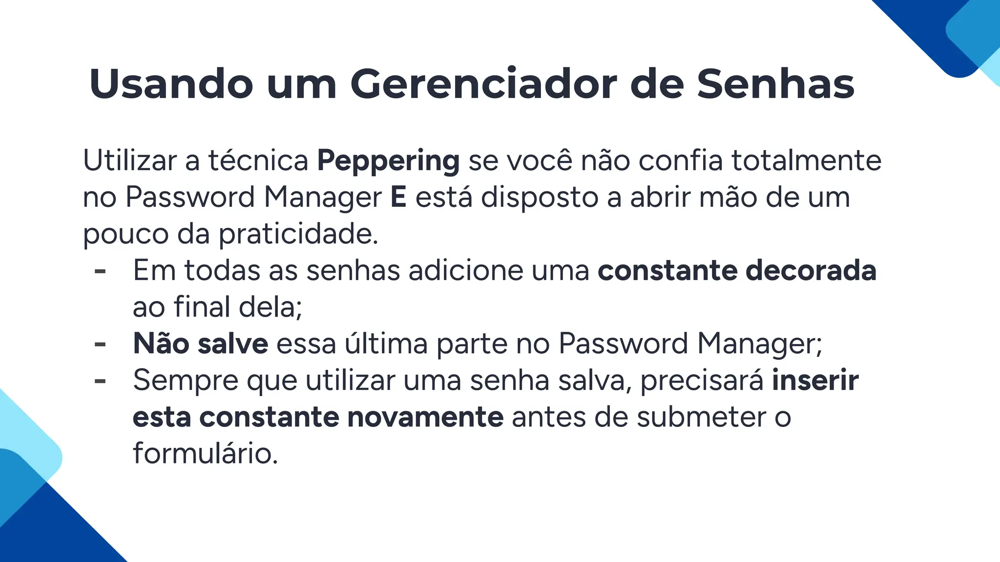 Usando um Gerenciador de Senhas
Utilizar a técnica Peppering se você não confia totalmente
no Password Manager E está disposto a abrir mão de um
pouco da praticidade.
- Em todas as senhas adicione uma constante decorada
ao final dela;
- Não salve essa última parte no Password Manager;
- Sempre que utilizar uma senha salva, precisará inserir
esta constante novamente antes de submeter o
formulário.